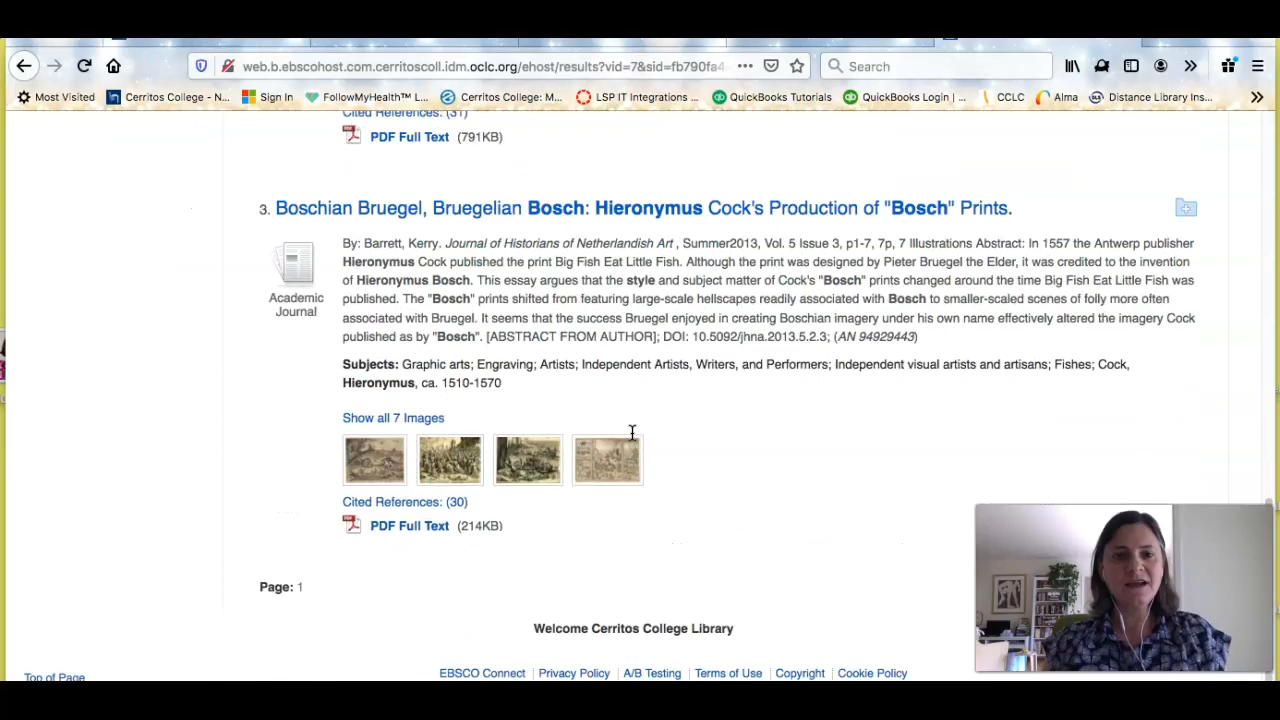 web.b.ebscohost.com.cerritoscoll.idm.oclc.org/ehost/results?vid=7&sid=fb790fa4
Search
Most Visited Cerritos College - N... Sign In FollowMyHealth™ L... Cerritos College: M... LSP IT Integrations ... QuickBooks Tutorials QuickBooks Login | ... CCLC Alma Distance Library Ins...
Cited References: (31)
PDF Full Text (791KB)
3. Boschian Bruegel, Bruegelian Bosch: Hieronymus Cock's Production of "Bosch" Prints.
By: Barrett, Kerry. Journal of Historians of Netherlandish Art , Summer2013, Vol. 5 Issue 3, p1-7, 7p, 7 Illustrations Abstract: In 1557 the Antwerp publisher
Hieronymus Cock published the print Big Fish Eat Little Fish. Although the print was designed by Pieter Bruegel the Elder, it was credited to the invention
of Hieronymus Bosch. This essay argues that the style and subject matter of Cock's "Bosch" prints changed around the time Big Fish Eat Little Fish was
published. The "Bosch" prints shifted from featuring large-scale hellscapes readily associated with Bosch to smaller-scaled scenes of folly more often
associated with Bruegel. It seems that the success Bruegel enjoyed in creating Boschian imagery under his own name effectively altered the imagery Cock
published as by "Bosch". [ABSTRACT FROM AUTHOR]; DOI: 10.5092/jhna.2013.5.2.3; (AN 94929443)
Academic
Journal
Subjects: Graphic arts; Engraving; Artists; Independent Artists, Writers, and Performers; Independent visual artists and artisans; Fishes; Cock,
Hieronymus, ca. 1510-1570
Show all 7 Images
Cited References: (30)
PDF Full Text (214KB)
Page: 1
Welcome Cerritos College Library
EBSCO Connect Privacy Policy A/B Testing Terms of Use Copyright Cookie Policy
Top of Page